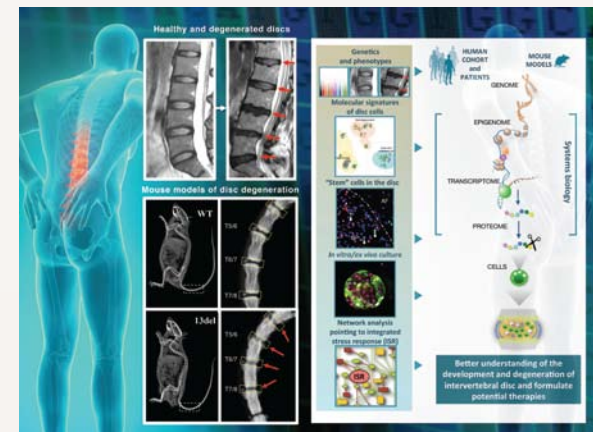 Healthy and degenerated discs
Mouse models of disc degeneration
WT
T5/6
T6/7
T7/8
13del
T5/6
T6/7
T7/8
Genetics
and phenotypes
Molecular signatures
of disc cells
"Stem" cells in the disc
AF
In vitro/ex vivo culture
Network analysis
pointing to integrated
stress response (ISR)
ISR
HUMAN
COHORT
and
PATIENTS
MOUSE
MODELS
GENOME
EPIGENOME
TRANSCRIPTOME
PROTEOME
CELLS
Systems biology
Better understanding of the
development and degeneration of
intervertebral disc and formulate
potential therapies